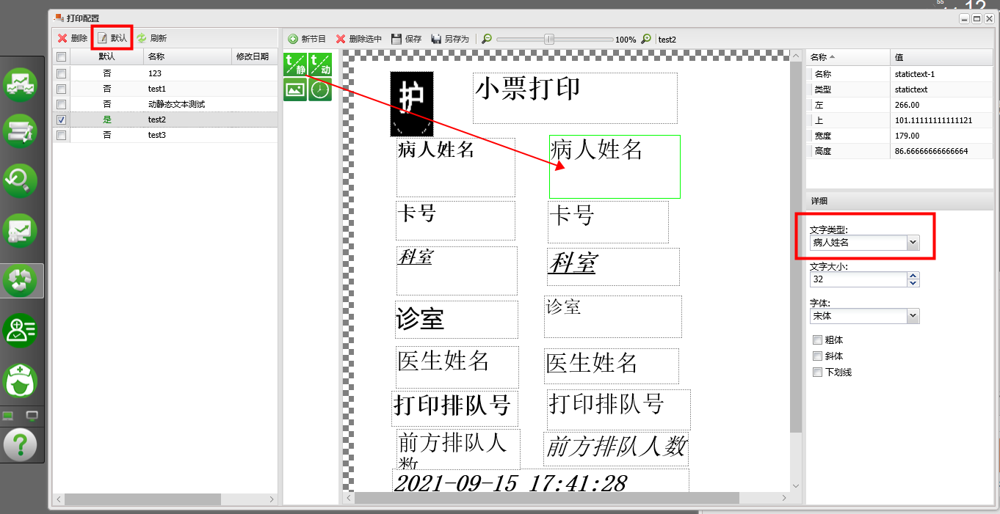 12
打印配置
删除 默认 刷新
默认 名称 修改日期
否 123
否 test1
否 动静态文本测试
是 test2
否 test3
新节目 删除选中 保存 另存为 100% test2
t 静 t 动
护 小票打印
病人姓名 病人姓名
卡号 卡号
科室 科室
诊室 诊室
医生姓名 医生姓名
打印排队号 打印排队号
前方排队人 前方排队人数
数
2021-09-15 17:41:28
名称 值
名称 statictext-1
类型 statictext
左 266.00
上 101.11111111111121
宽度 179.00
高度 86.66666666666664
详细
文字类型:
病人姓名
文字大小:
32
字体:
宋体
粗体
斜体
下划线
?